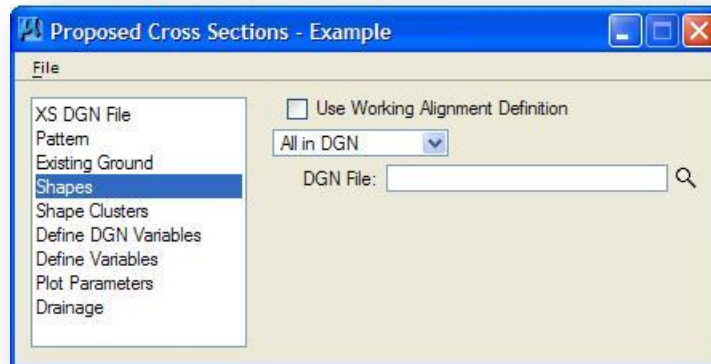 Proposed Cross Sections - Example
File
XS DGN File
Pattern
Existing Ground
Shapes
Shape Clusters
Define DGN Variables
Define Variables
Plot Parameters
Drainage
Use Working Alignment Definition
All in DGN
DGN File: